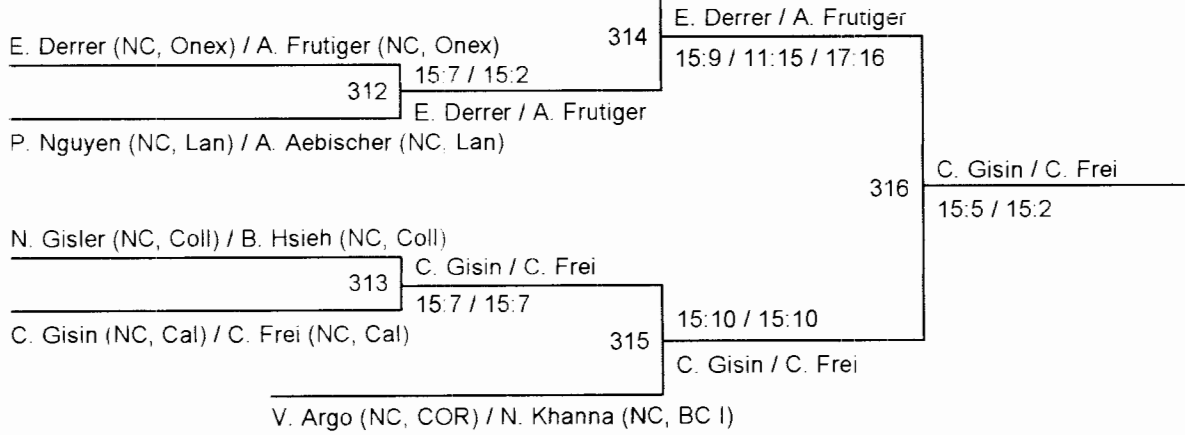 E. Derrer / A. Frutiger
314
E. Derrer (NC, Onex) / A. Frutiger (NC, Onex)
15:9 / 11:15 / 17:16
15:7 / 15:2
312
E. Derrer / A. Frutiger
P. Nguyen (NC, Lan) / A. Aebischer (NC, Lan)
C. Gisin / C. Frei
316
15:5 / 15:2
N. Gisler (NC, Coll) / B. Hsieh (NC, Coll)
C. Gisin / C. Frei
313
15:7 / 15:7
15:10 / 15:10
C. Gisin (NC, Cal) / C. Frei (NC, Cal)
315
C. Gisin / C. Frei
V. Argo (NC, COR) / N. Khanna (NC, BC I)